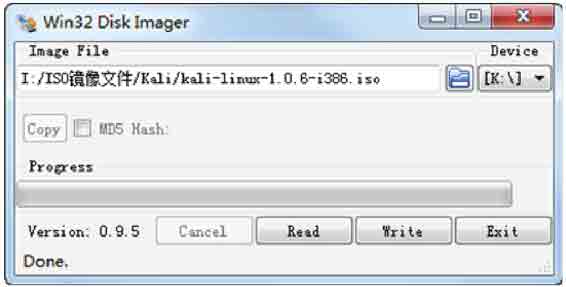 Win32 Disk Imager
Image File Device
I:/ISO镜像文件/Kali/kali-linux-1.0.6-i386.iso [K:\]
Copy MD5 Hash:
Progress
Version: 0.9.5 Cancel Read Write Exit
Done.